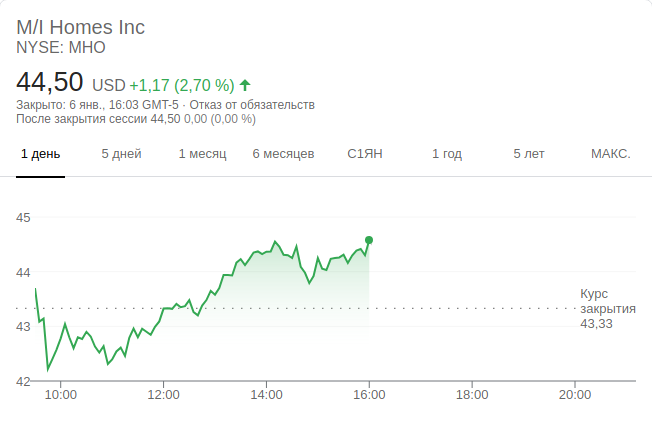 M/I Homes Inc
NYSE: MHO
44,50 USD +1,17 (2,70 %)
Закрыто: 6 янв., 16:03 GMT-5 · Отказ от обязательств
После закрытия сессии 44,50 0,00 (0,00 %)
1 день 5 дней 1 месяц 6 месяцев С1ЯН 1 год 5 лет МАКС.
45
44
43
42
Курс
закрытия
43,33
10:00 12:00 14:00 16:00 18:00 20:00